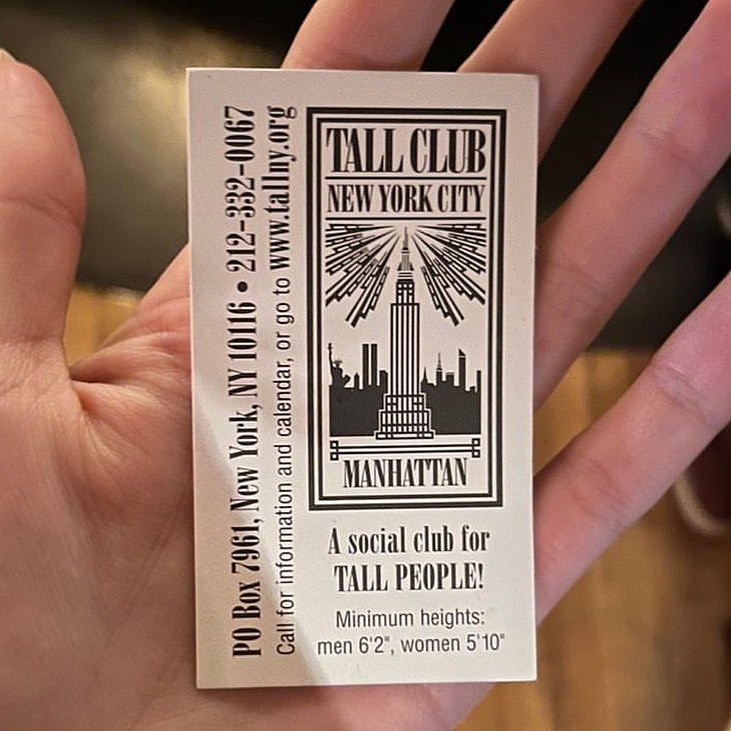 TALL CLUB
NEW YORK CITY
MANHATTAN
A social club for
TALL PEOPLE!
Minimum heights:
men 6'2", women 5'10"
PO Box 7961, New York, NY 10116 • 212-332-0067
Call for information and calendar, or go to www.tallny.org